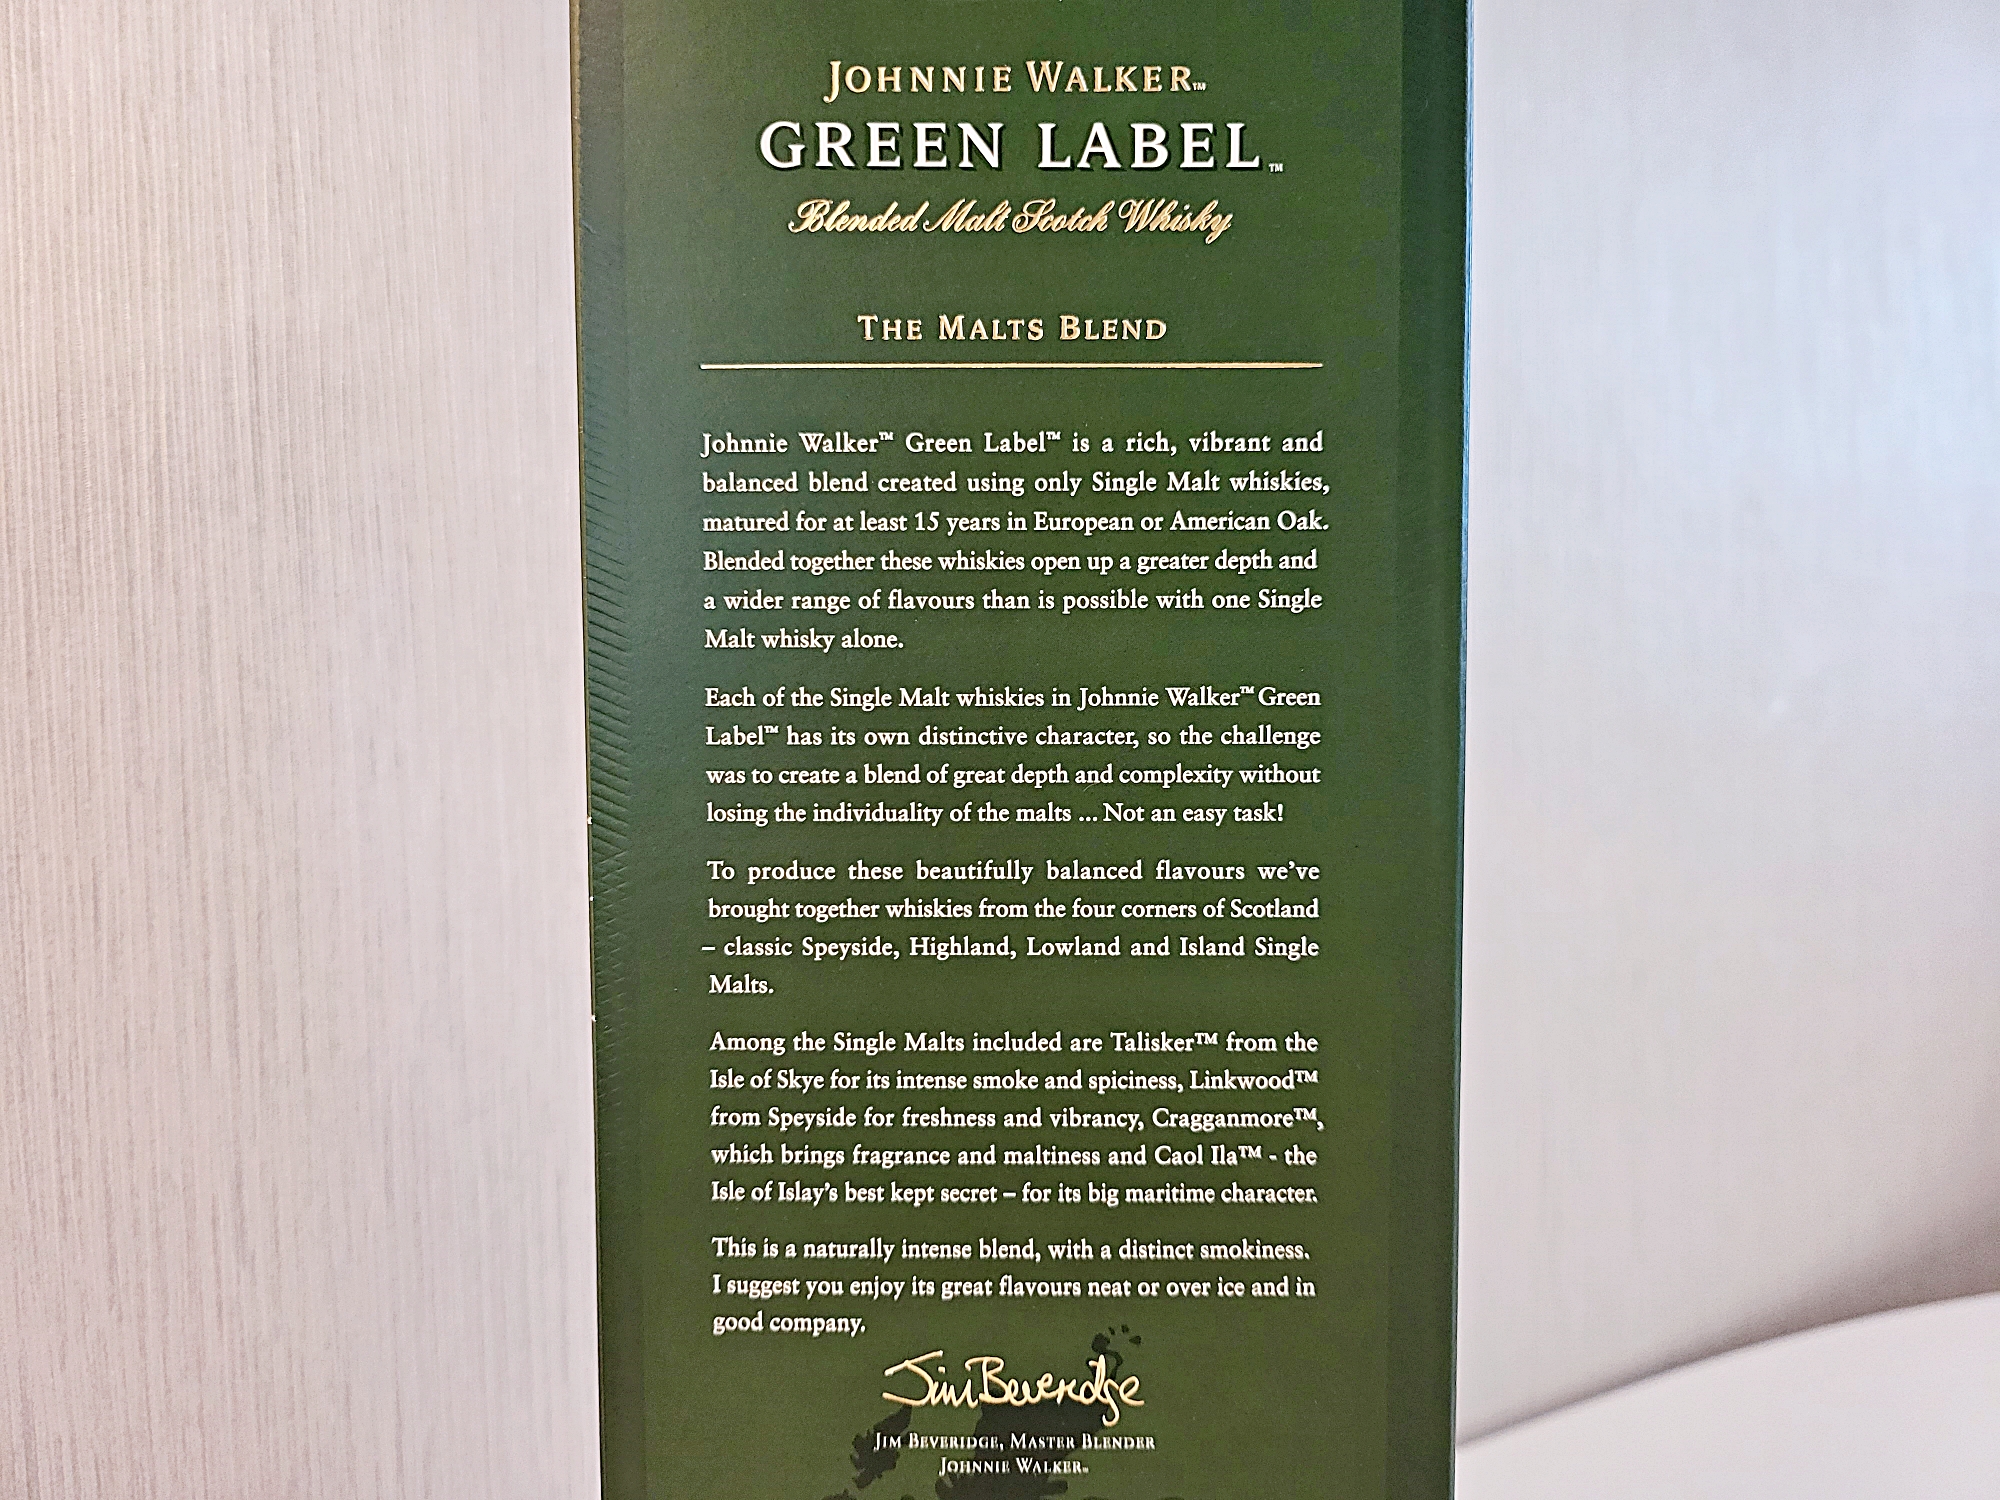 JOHNNIE WALKER™
GREEN LABEL™
Blended Malt Scotch Whisky
THE MALTS BLEND
Johnnie Walker™ Green Label™ is a rich, vibrant and
balanced blend created using only Single Malt whiskies,
matured for at least 15 years in European or American Oak.
Blended together these whiskies open up a greater depth and
a wider range of flavours than is possible with one Single
Malt whisky alone.
Each of the Single Malt whiskies in Johnnie Walker™ Green
Label™ has its own distinctive character, so the challenge
was to create a blend of great depth and complexity without
losing the individuality of the malts ... Not an easy task!
To produce these beautifully balanced flavours we’ve
brought together whiskies from the four corners of Scotland
– classic Speyside, Highland, Lowland and Island Single
Malts.
Among the Single Malts included are Talisker™ from the
Isle of Skye for its intense smoke and spiciness, Linkwood™
from Speyside for freshness and vibrancy, Cragganmore™,
which brings fragrance and maltiness and Caol Ila™ - the
Isle of Islay’s best kept secret – for its big maritime character.
This is a naturally intense blend, with a distinct smokiness.
I suggest you enjoy its great flavours neat or over ice and in
good company.
Jim Beveridge
JIM BEVERIDGE, MASTER BLENDER
JOHNNIE WALKER™